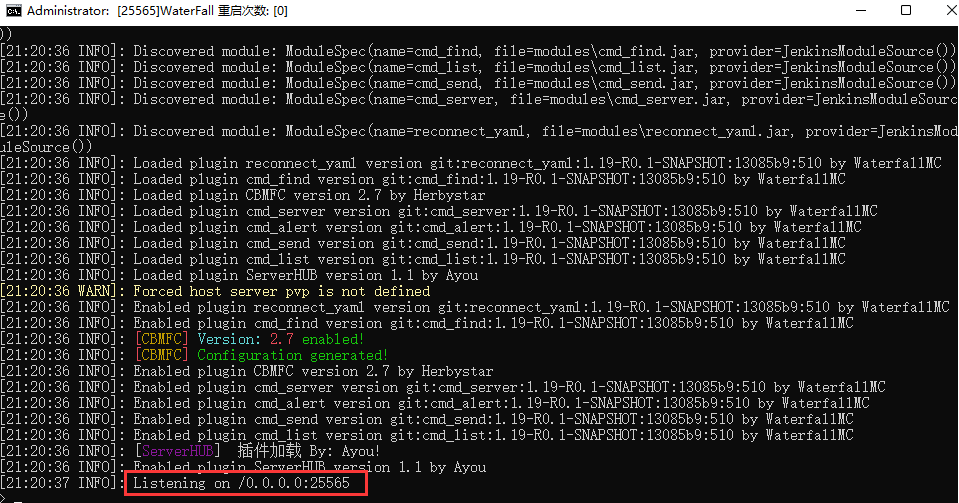 Administrator:  [25565]WaterFall 重启次数: [0]
))
[21:20:36 INFO]: Discovered module: ModuleSpec(name=cmd_find, file=modules\cmd_find.jar, provider=JenkinsModuleSource())
[21:20:36 INFO]: Discovered module: ModuleSpec(name=cmd_list, file=modules\cmd_list.jar, provider=JenkinsModuleSource())
[21:20:36 INFO]: Discovered module: ModuleSpec(name=cmd_send, file=modules\cmd_send.jar, provider=JenkinsModuleSource())
[21:20:36 INFO]: Discovered module: ModuleSpec(name=cmd_server, file=modules\cmd_server.jar, provider=JenkinsModuleSourc
e())
[21:20:36 INFO]: Discovered module: ModuleSpec(name=reconnect_yaml, file=modules\reconnect_yaml.jar, provider=JenkinsMod
uleSource())
[21:20:36 INFO]: Loaded plugin reconnect_yaml version git:reconnect_yaml:1.19-R0.1-SNAPSHOT:13085b9:510 by WaterfallMC
[21:20:36 INFO]: Loaded plugin cmd_find version git:cmd_find:1.19-R0.1-SNAPSHOT:13085b9:510 by WaterfallMC
[21:20:36 INFO]: Loaded plugin CBMFC version 2.7 by Herbystar
[21:20:36 INFO]: Loaded plugin cmd_server version git:cmd_server:1.19-R0.1-SNAPSHOT:13085b9:510 by WaterfallMC
[21:20:36 INFO]: Loaded plugin cmd_alert version git:cmd_alert:1.19-R0.1-SNAPSHOT:13085b9:510 by WaterfallMC
[21:20:36 INFO]: Loaded plugin cmd_send version git:cmd_send:1.19-R0.1-SNAPSHOT:13085b9:510 by WaterfallMC
[21:20:36 INFO]: Loaded plugin cmd_list version git:cmd_list:1.19-R0.1-SNAPSHOT:13085b9:510 by WaterfallMC
[21:20:36 INFO]: Loaded plugin ServerHUB version 1.1 by Ayou
[21:20:36 WARN]: Forced host server pvp is not defined
[21:20:36 INFO]: Enabled plugin reconnect_yaml version git:reconnect_yaml:1.19-R0.1-SNAPSHOT:13085b9:510 by WaterfallMC
[21:20:36 INFO]: Enabled plugin cmd_find version git:cmd_find:1.19-R0.1-SNAPSHOT:13085b9:510 by WaterfallMC
[21:20:36 INFO]: [CBMFC] Version: 2.7 enabled!
[21:20:36 INFO]: [CBMFC] Configuration generated!
[21:20:36 INFO]: Enabled plugin CBMFC version 2.7 by Herbystar
[21:20:36 INFO]: Enabled plugin cmd_server version git:cmd_server:1.19-R0.1-SNAPSHOT:13085b9:510 by WaterfallMC
[21:20:36 INFO]: Enabled plugin cmd_alert version git:cmd_alert:1.19-R0.1-SNAPSHOT:13085b9:510 by WaterfallMC
[21:20:36 INFO]: Enabled plugin cmd_send version git:cmd_send:1.19-R0.1-SNAPSHOT:13085b9:510 by WaterfallMC
[21:20:36 INFO]: Enabled plugin cmd_list version git:cmd_list:1.19-R0.1-SNAPSHOT:13085b9:510 by WaterfallMC
[21:20:36 INFO]: [ServerHUB]  插件加载 By: Ayou!
[21:20:36 INFO]: Enabled plugin ServerHUB version 1.1 by Ayou
[21:20:37 INFO]: Listening on /0.0.0.0:25565
>